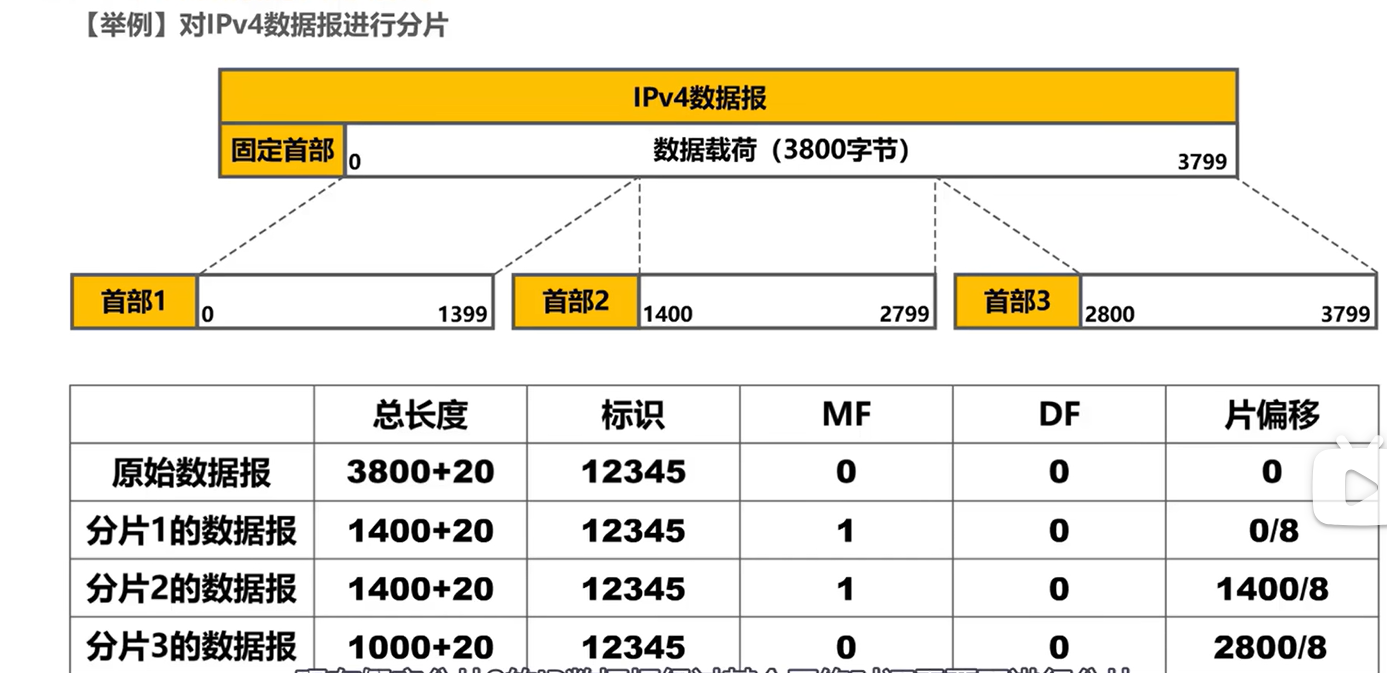 【举例】对IPv4数据报进行分片
IPv4数据报
固定首部 0 数据载荷（3800字节） 3799
首部1 0 1399 首部2 1400 2799 首部3 2800 3799
总长度 标识 MF DF 片偏移
原始数据报 3800+20 12345 0 0 0
分片1的数据报 1400+20 12345 1 0 0/8
分片2的数据报 1400+20 12345 1 0 1400/8
分片3的数据报 1000+20 12345 0 0 2800/8